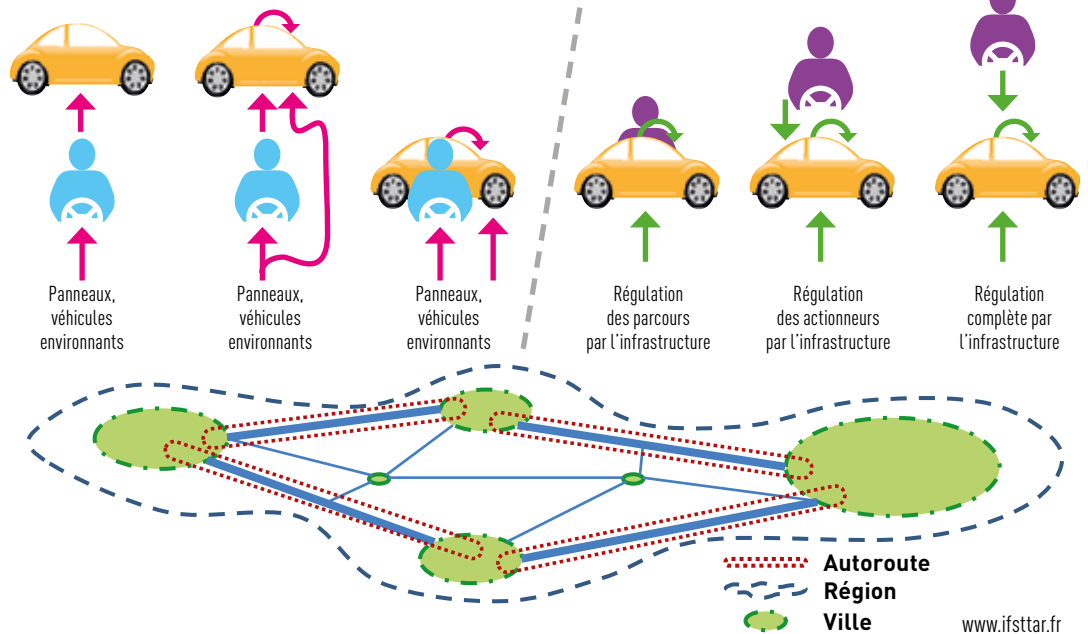 Panneaux,
véhicules
environnants
Panneaux,
véhicules
environnants
Panneaux,
véhicules
environnants
Régulation
des parcours
par l'infrastructure
Régulation
des actionneurs
par l'infrastructure
Régulation
complète par
l'infrastructure
Autoroute
Région
Ville
www.ifsttar.fr